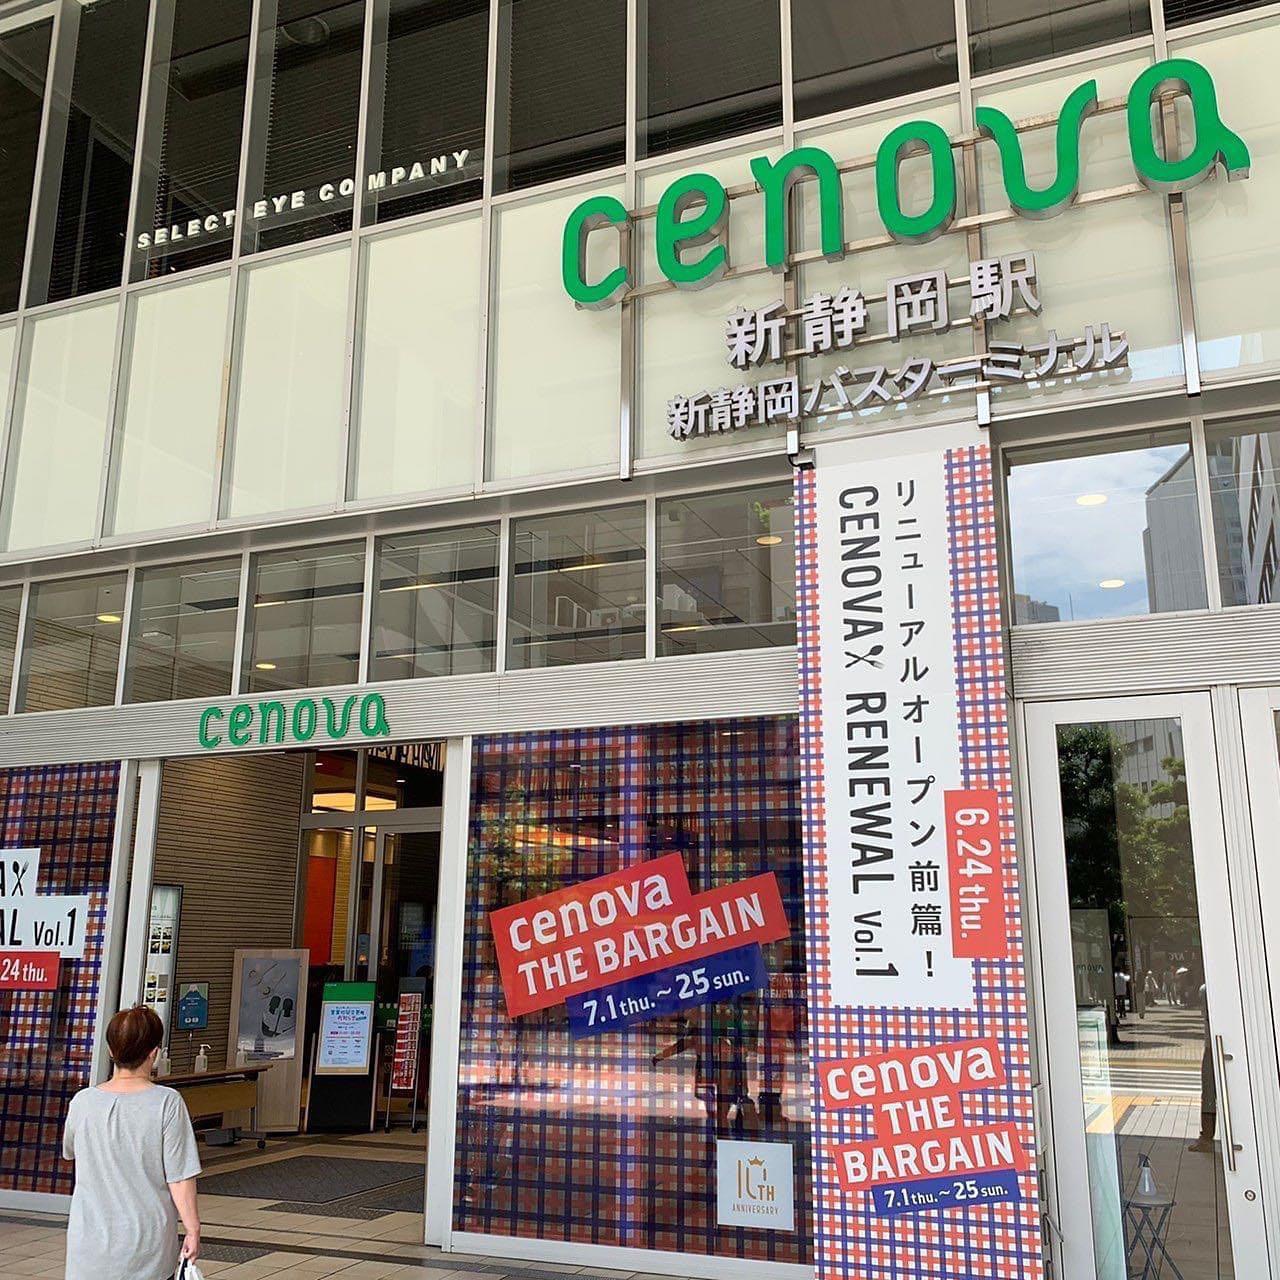 SELECT EYE COMPANY
cenova
新静岡駅
新静岡バスターミナル
cenova
リニューアルオープン前篇！
CENOVA RENEWAL Vol.1
6.24 thu.
AL Vol.1
24 thu.
cenova
THE BARGAIN
7.1 thu.~25 sun.
10TH
ANNIVERSARY
cenova
THE
BARGAIN
7.1 thu.~25 sun.